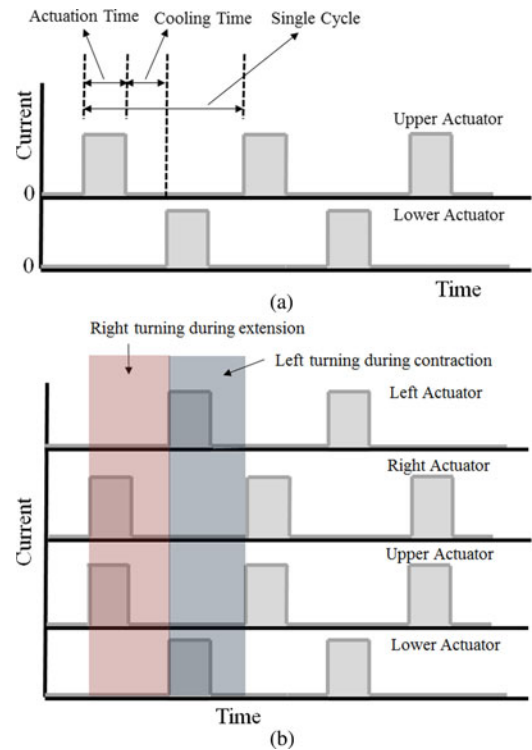 Actuation Time
Cooling Time
Single Cycle
Current
Upper Actuator
0
Lower Actuator
0
Time
(a)
Right turning during extension
Left turning during contraction
Left Actuator
Right Actuator
Current
Upper Actuator
Lower Actuator
Time
(b)